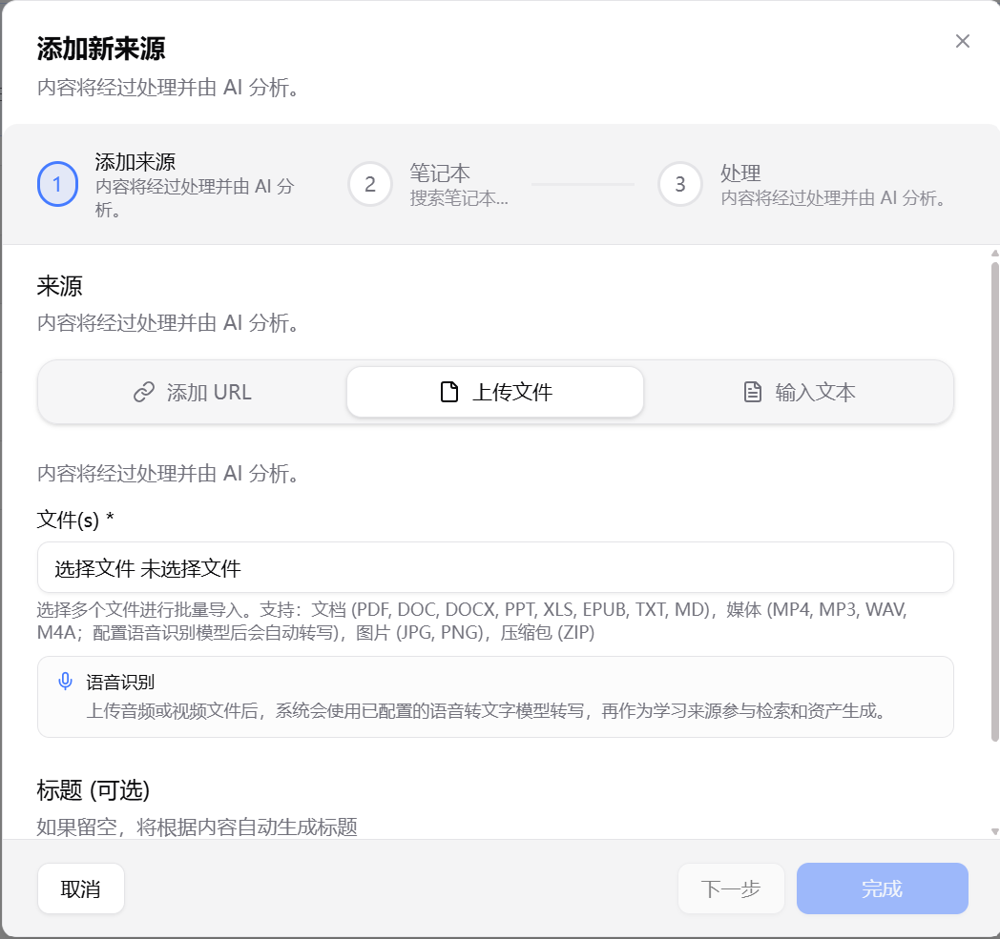 添加新来源
内容将经过处理并由 AI 分析。
1
添加来源
内容将经过处理并由 AI 分
析。
2
笔记本
搜索笔记本...
3
处理
内容将经过处理并由 AI 分析。
来源
内容将经过处理并由 AI 分析。
添加 URL
上传文件
输入文本
内容将经过处理并由 AI 分析。
文件(s) *
选择文件 未选择文件
选择多个文件进行批量导入。支持：文档 (PDF, DOC, DOCX, PPT, XLS, EPUB, TXT, MD)，媒体 (MP4, MP3, WAV,
M4A；配置语音识别模型后会自动转写)，图片 (JPG, PNG)，压缩包 (ZIP)
语音识别
上传音频或视频文件后，系统会使用已配置的语音转文字模型转写，再作为学习来源参与检索和资产生成。
标题 (可选)
如果留空，将根据内容自动生成标题
取消
下一步
完成